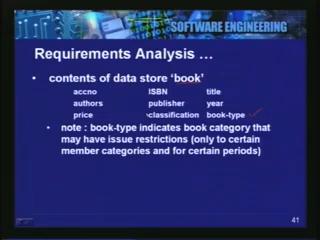 SOFTWARE ENGINEERING
Requirements Analysis ...
• contents of data store 'book'
accno ISBN title
authors publisher year
price classification book-type
• note : book-type indicates book category that
may have issue restrictions (only to certain
member categories and for certain periods)
41